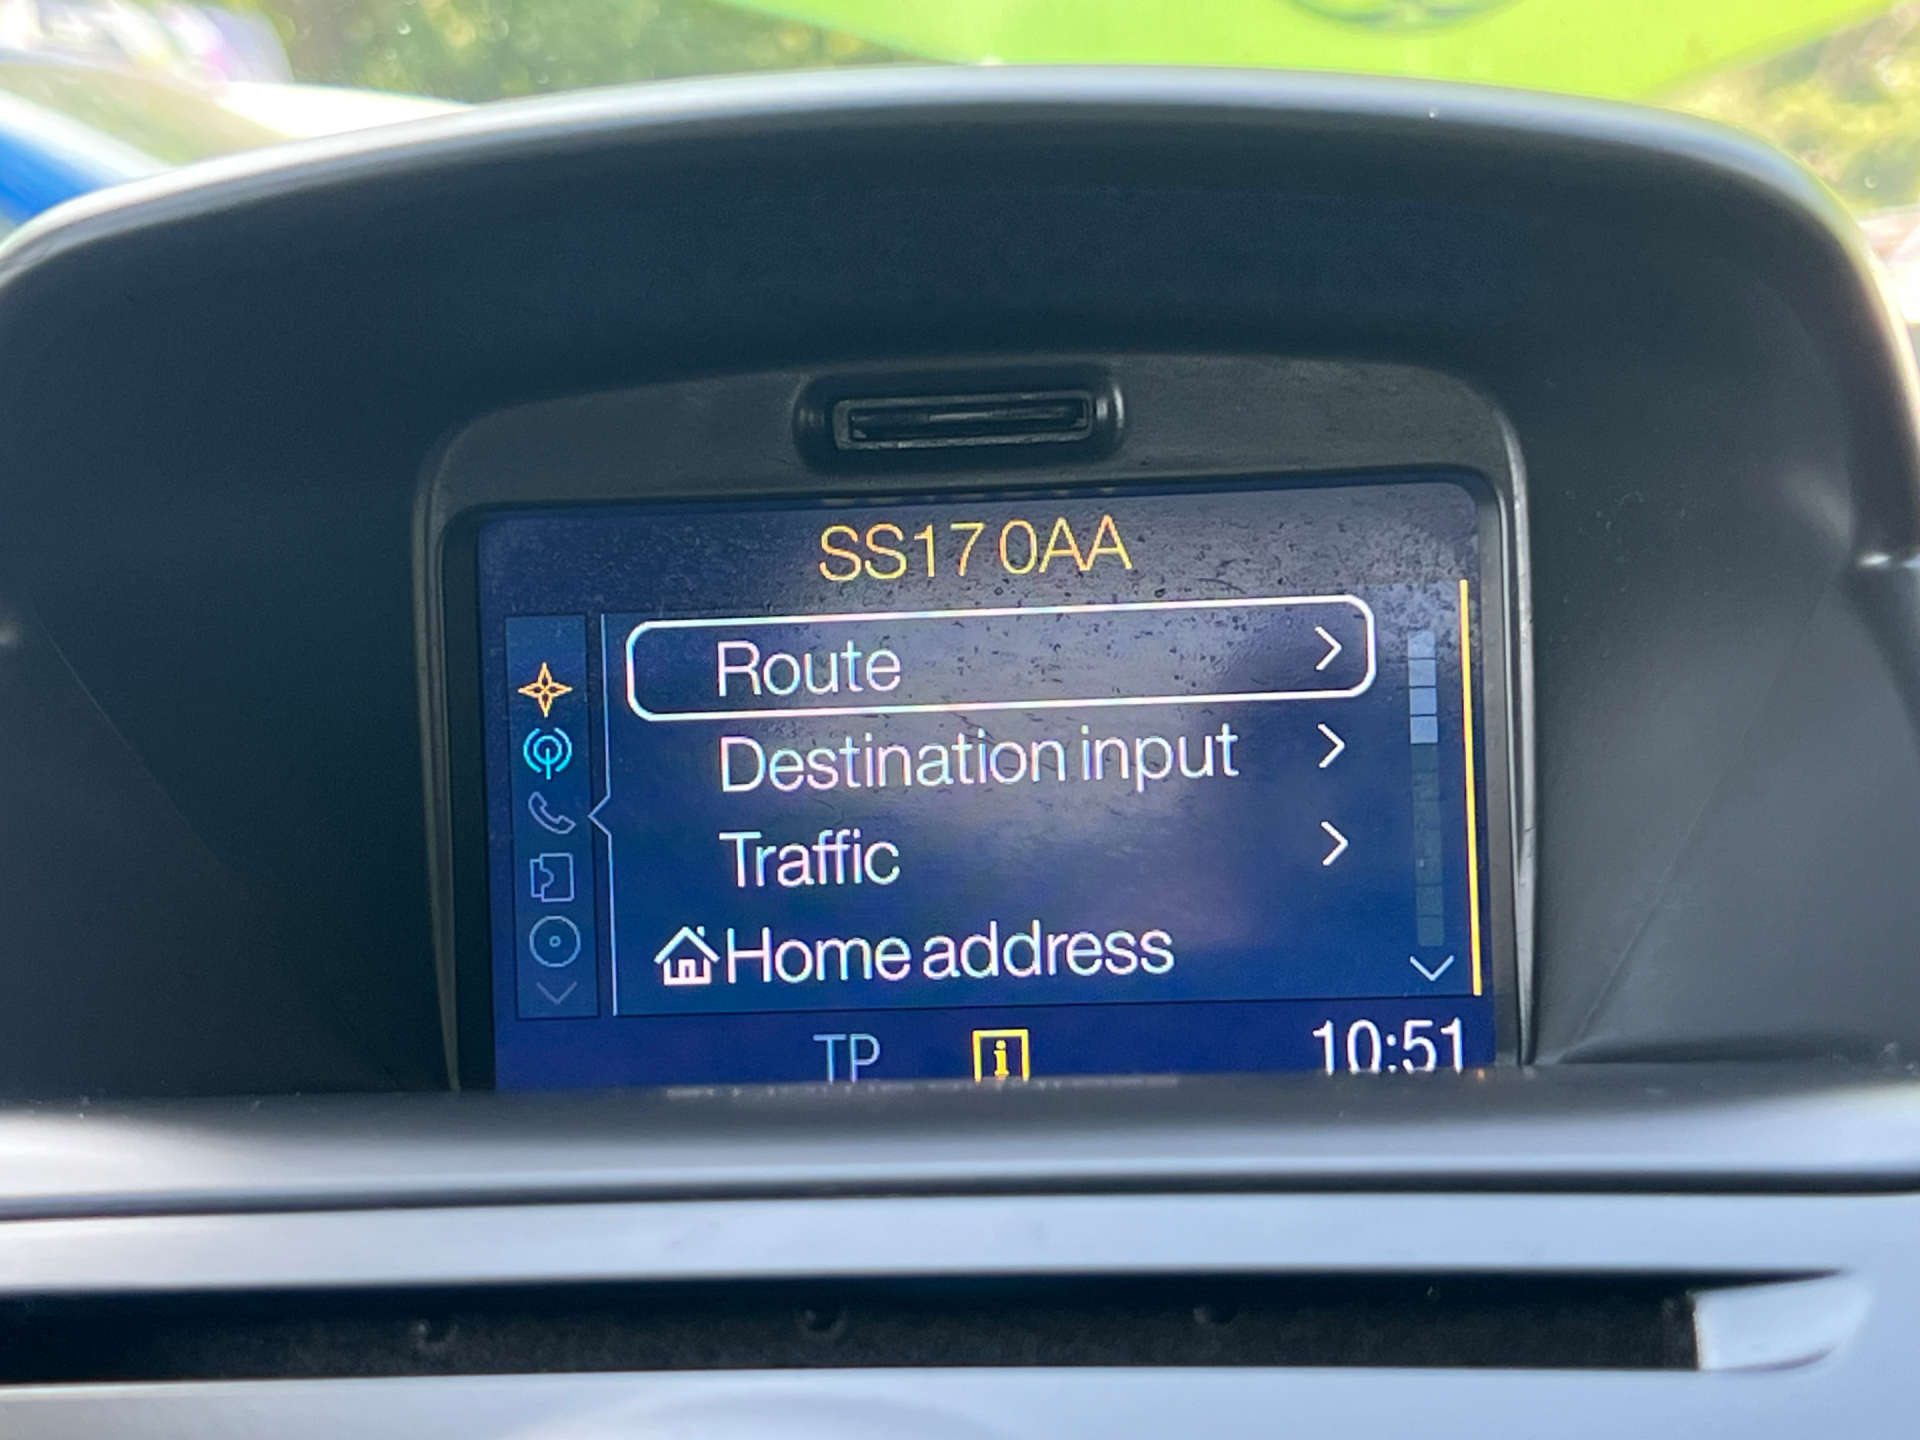 SS17 0AA
Route
Destination input
Traffic
Home address
TP i 10:51